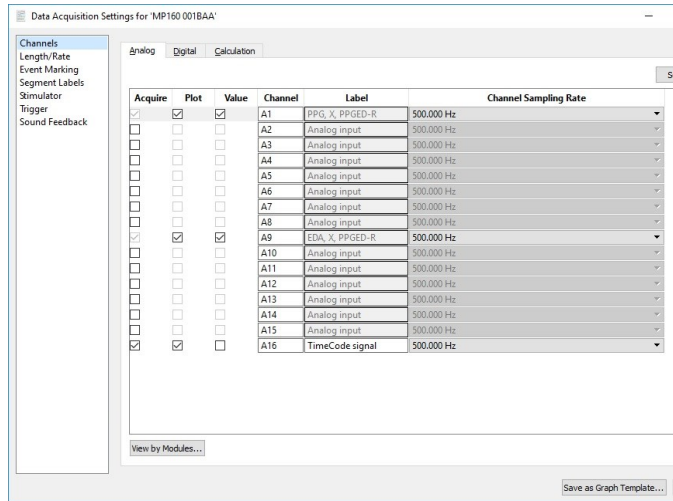 Data Acquisition Settings for 'MP160 001BAA'
Channels
Length/Rate
Event Marking
Segment Labels
Stimulator
Trigger
Sound Feedback
Analog Digital Calculation
S
Acquire Plot Value Channel Label Channel Sampling Rate
A1 PPG, X, PPGED-R 500.000 Hz
A2 Analog input 500.000 Hz
A3 Analog input 500.000 Hz
A4 Analog input 500.000 Hz
A5 Analog input 500.000 Hz
A6 Analog input 500.000 Hz
A7 Analog input 500.000 Hz
A8 Analog input 500.000 Hz
A9 EDA, X, PPGED-R 500.000 Hz
A10 Analog input 500.000 Hz
A11 Analog input 500.000 Hz
A12 Analog input 500.000 Hz
A13 Analog input 500.000 Hz
A14 Analog input 500.000 Hz
A15 Analog input 500.000 Hz
A16 TimeCode signal 500.000 Hz
View by Modules...
Save as Graph Template...